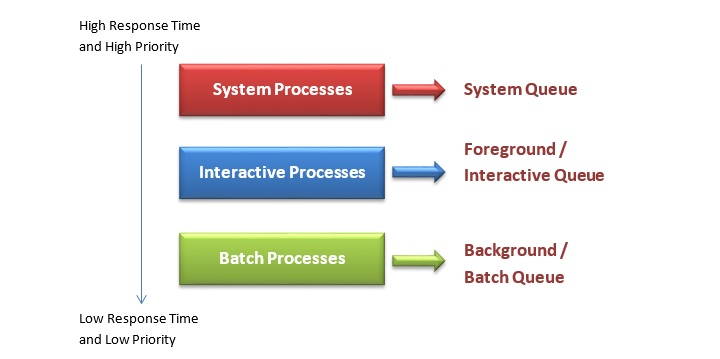 High Response Time
and High Priority
System Processes
System Queue
Interactive Processes
Foreground /
Interactive Queue
Batch Processes
Background /
Batch Queue
Low Response Time
and Low Priority